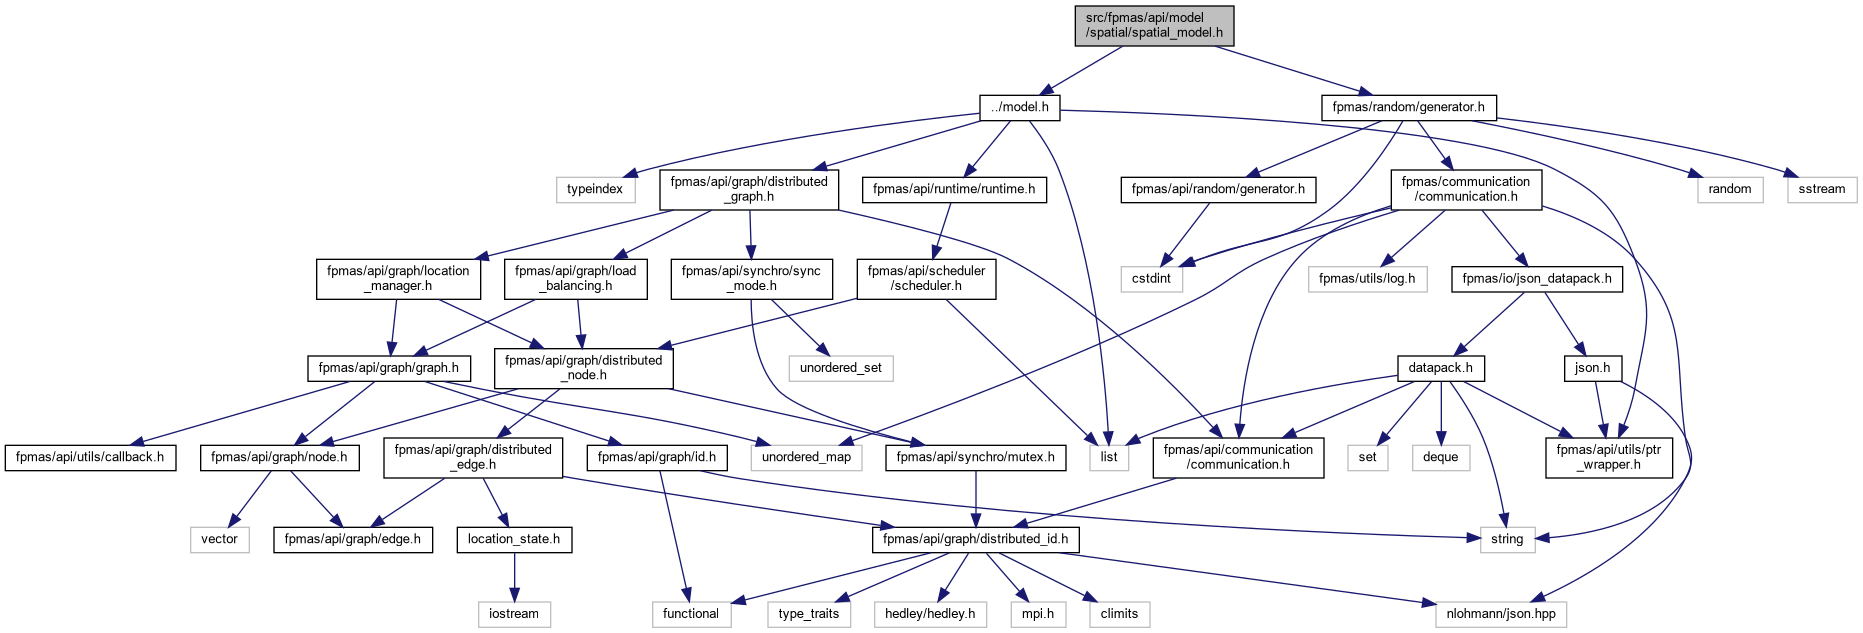 src/fpmas/api/model
/spatial/spatial_model.h
../model.h
fpmas/random/generator.h
typeindex
fpmas/api/graph/distributed
_graph.h
fpmas/api/runtime/runtime.h
fpmas/api/random/generator.h
fpmas/communication
/communication.h
random
sstream
fpmas/api/graph/location
_manager.h
fpmas/api/graph/load
_balancing.h
fpmas/api/synchro/sync
_mode.h
fpmas/api/scheduler
/scheduler.h
cstdint
fpmas/utils/log.h
fpmas/io/json_datapack.h
fpmas/api/graph/graph.h
fpmas/api/graph/distributed
_node.h
unordered_set
datapack.h
json.h
fpmas/api/utils/callback.h
fpmas/api/graph/node.h
fpmas/api/graph/distributed
_edge.h
fpmas/api/graph/id.h
unordered_map
fpmas/api/synchro/mutex.h
list
fpmas/api/communication
/communication.h
set
deque
fpmas/api/utils/ptr
_wrapper.h
vector
fpmas/api/graph/edge.h
location_state.h
fpmas/api/graph/distributed_id.h
string
iostream
functional
type_traits
hedley/hedley.h
mpi.h
climits
nlohmann/json.hpp